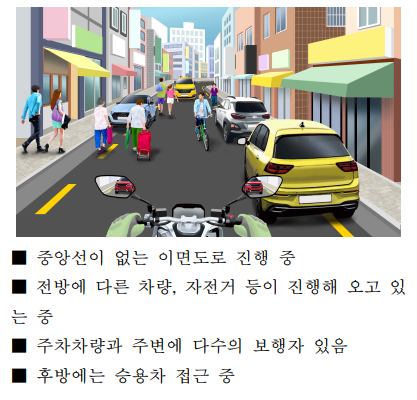 ■ 중앙선이 없는 이면도로 진행 중
■ 전방에 다른 차량, 자전거 등이 진행해 오고 있
는 중
■ 주차차량과 주변에 다수의 보행자 있음
■ 후방에는 승용차 접근 중